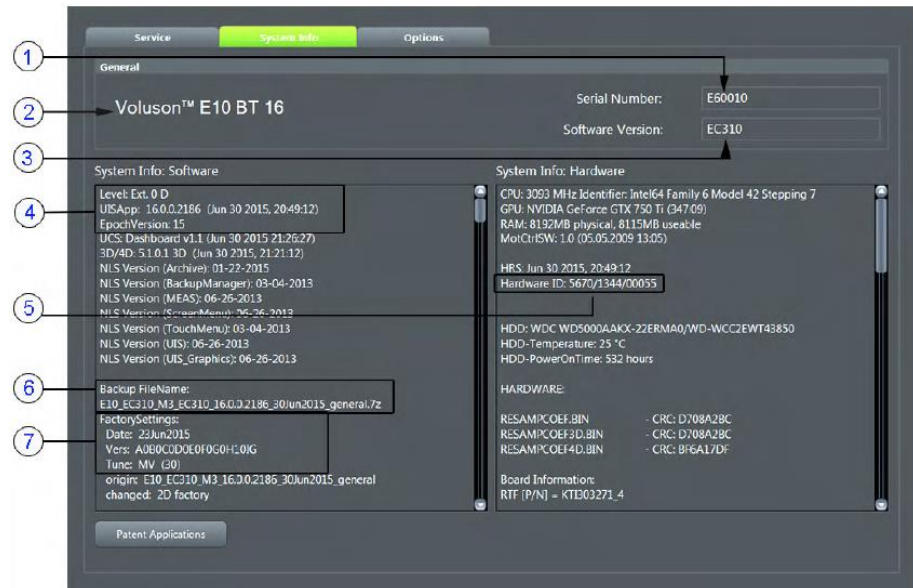 Service System Info Options
General
1
2
3
4
5
6
7
Voluson™ E10 BT 16
Serial Number: E60010
Software Version: EC310
System Info: Software
Level: Ext. 0 D
UISApp: 16.0.0.2186 (Jun 30 2015, 20:49:12)
EpochVersion: 15
UCS: Dashboard v1.1 (Jun 30 2015 21:26:27)
3D/4D: 5.1.0.1 3D (Jun 30 2015, 21:21:12)
NLS Version (Archive): 01-22-2015
NLS Version (BackupManager): 03-04-2013
NLS Version (MEAS): 06-26-2013
NLS Version (ScreenMenu): 06-26-2013
NLS Version (TouchMenu): 03-04-2013
NLS Version (UIS): 06-26-2013
NLS Version (UIS_Graphics): 06-26-2013
Backup FileName:
E10_EC310_M3_EC310_16.0.0.2186_30Jun2015_general.7z
FactorySettings:
Date: 23Jun2015
Vers: A0B0C0D0E0F0G0H10IG
Tune: MV (30)
origin: E10_EC310_M3_16.0.0.2186_30Jun2015_general
changed: 2D factory
System Info: Hardware
CPU: 3093 MHz Identifier: Intel64 Family 6 Model 42 Stepping 7
GPU: NVIDIA GeForce GTX 750 Ti (347.09)
RAM: 8192MB physical, 8115MB useable
MotCtrlSW: 1.0 (05.05.2009 13:05)
HRS: Jun 30 2015, 20:49:12
Hardware ID: 5670/1344/00055
HDD: WDC WD5000AAKX-22ERMA0/WD-WCC2EWT43850
HDD-Temperature: 25 °C
HDD-PowerOnTime: 532 hours
HARDWARE:
RESAMPCOEF.BIN - CRC: D708A2BC
RESAMPCOEF3D.BIN - CRC: D708A2BC
RESAMPCOEF4D.BIN - CRC: BF6A17DF
Board Information:
RTF [P/N] = KTI303271_4
Patent Applications